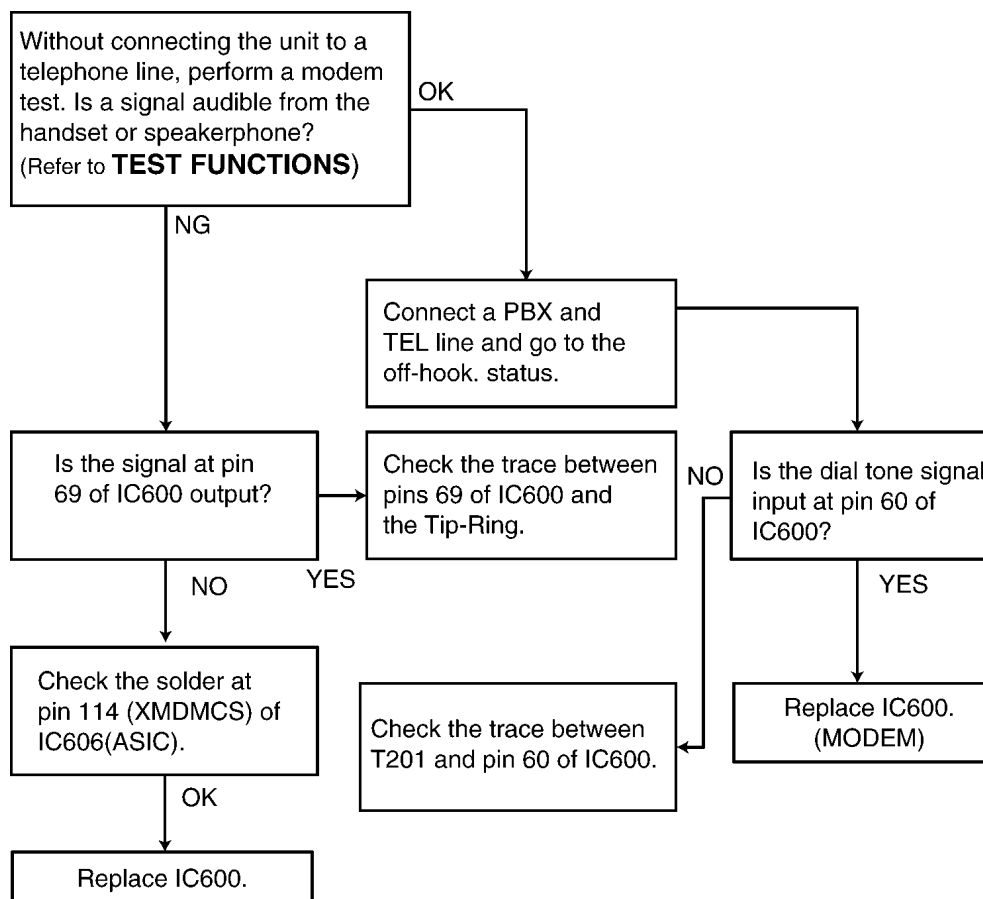 Without connecting the unit to a
telephone line, perform a modem
test. Is a signal audible from the
handset or speakerphone?
(Refer to TEST FUNCTIONS)
OK
NG
Connect a PBX and
TEL line and go to the
off-hook. status.
Is the signal at pin
69 of IC600 output?
YES
NO
Check the trace between
pins 69 of IC600 and
the Tip-Ring.
NO
Is the dial tone signal
input at pin 60 of
IC600?
YES
Check the solder at
pin 114 (XMDMCS) of
IC606(ASIC).
OK
Check the trace between
T201 and pin 60 of IC600.
Replace IC600.
(MODEM)
Replace IC600.